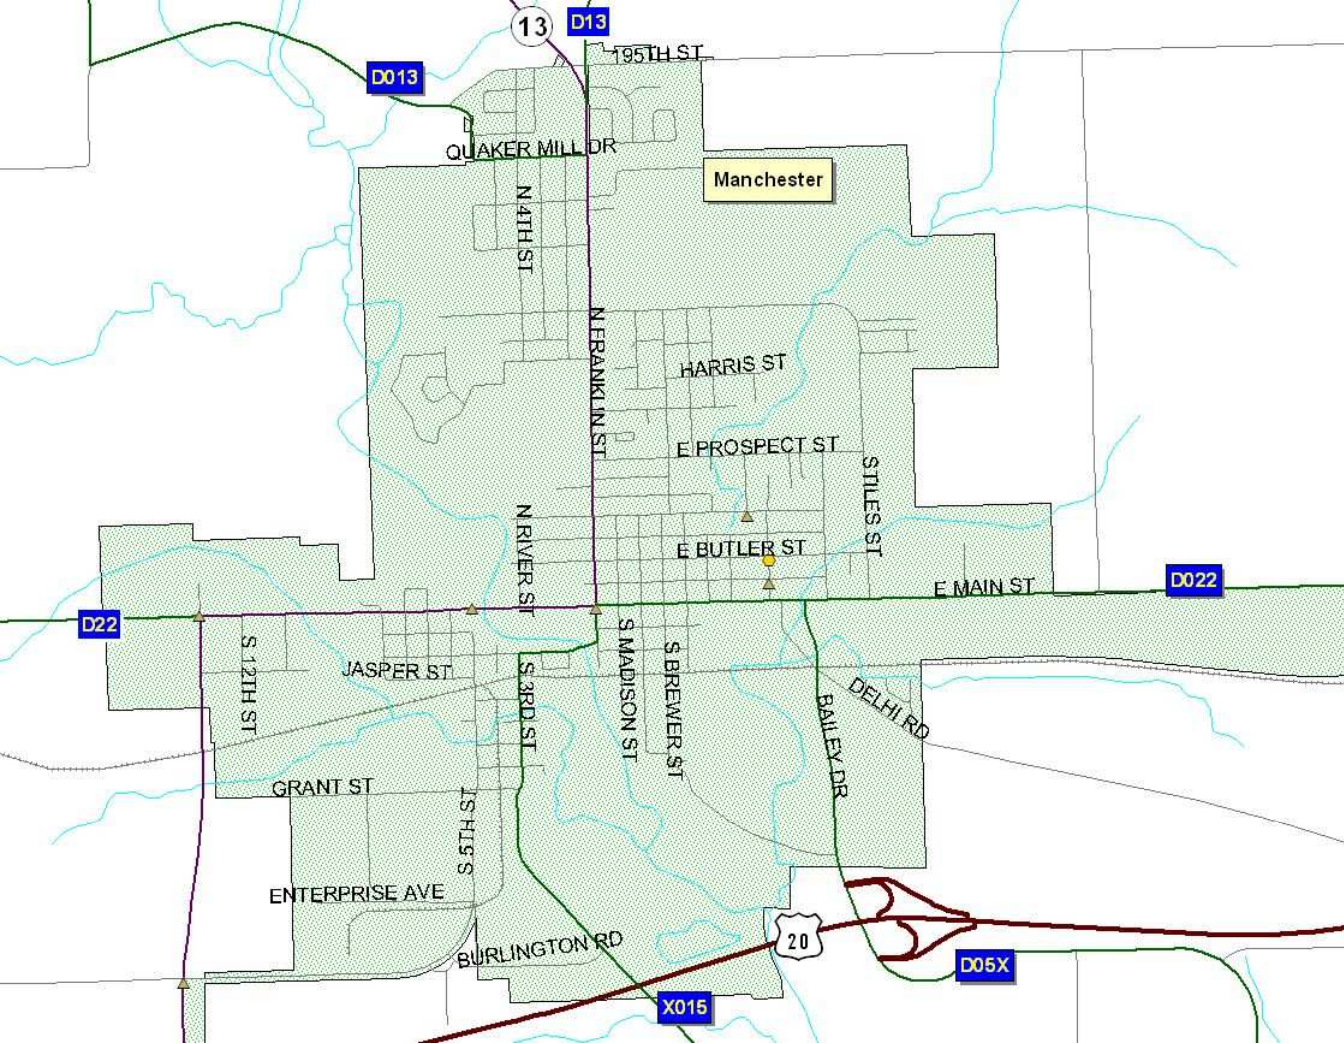 13
D13
195TH ST
D013
QUAKER MILL DR
Manchester
N 4TH ST
N FRANKLIN ST
HARRIS ST
E PROSPECT ST
STILES ST
N RIVER ST
E BUTLER ST
E MAIN ST
D022
D22
S 12TH ST
JASPER ST
S 3RD ST
S MADISON ST
S BREWER ST
BAILEY DR
DELHI RD
GRANT ST
S 5TH ST
ENTERPRISE AVE
BURLINGTON RD
20
D05X
X015